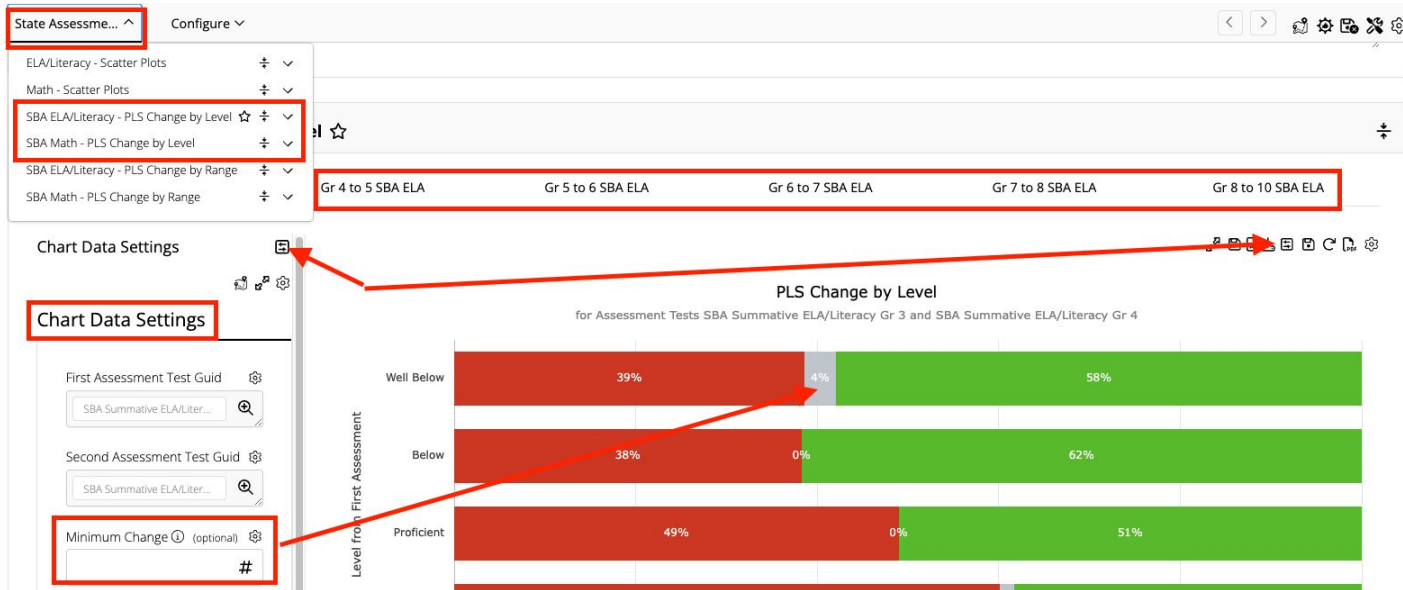 State Assessme...
Configure
ELA/Literacy - Scatter Plots
Math - Scatter Plots
SBA ELA/Literacy - PLS Change by Level
SBA Math - PLS Change by Level
SBA ELA/Literacy - PLS Change by Range
SBA Math - PLS Change by Range
el
Gr 4 to 5 SBA ELA
Gr 5 to 6 SBA ELA
Gr 6 to 7 SBA ELA
Gr 7 to 8 SBA ELA
Gr 8 to 10 SBA ELA
Chart Data Settings
Chart Data Settings
First Assessment Test Guid
SBA Summative ELA/Liter...
Second Assessment Test Guid
SBA Summative ELA/Liter...
Minimum Change (optional)
#
PLS Change by Level
for Assessment Tests SBA Summative ELA/Literacy Gr 3 and SBA Summative ELA/Literacy Gr 4
Level from First Assessment
Well Below 39% 4% 58%
Below 38% 0% 62%
Proficient 49% 0% 51%